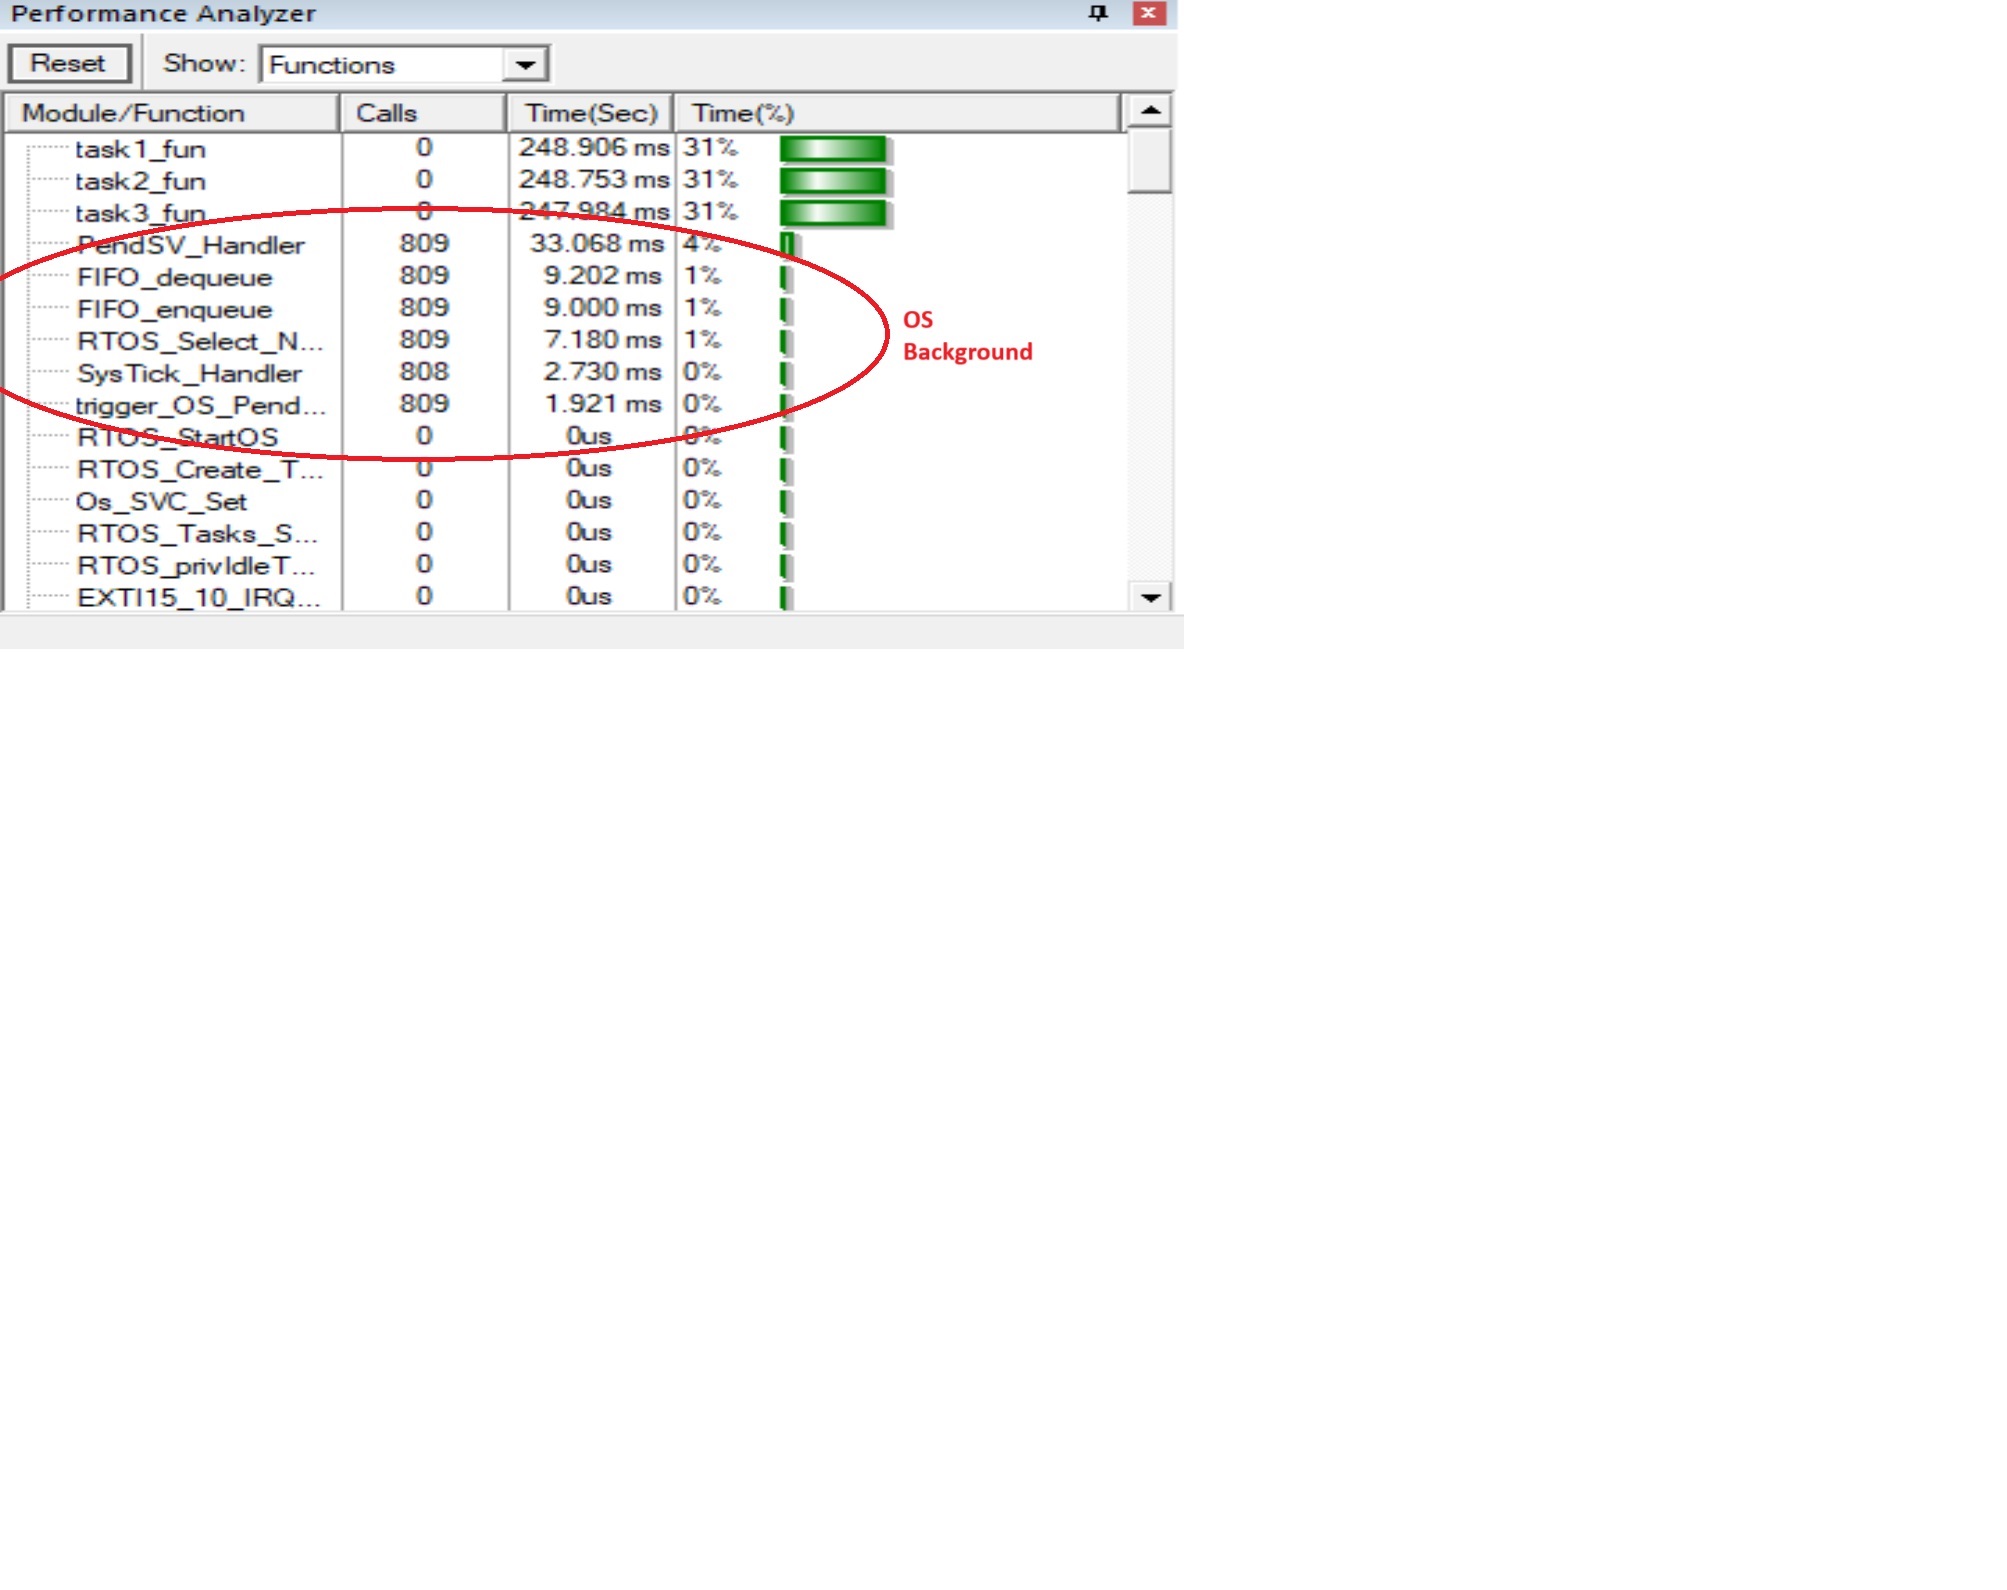 Performance Analyzer
Reset Show: Functions
Module/Function Calls Time(Sec) Time(%)
task1_fun 0 248.906 ms 31%
task2_fun 0 248.753 ms 31%
task3_fun 0 247.984 ms 31%
PendSV_Handler 809 33.068 ms 4%
FIFO_dequeue 809 9.202 ms 1%
FIFO_enqueue 809 9.000 ms 1%
RTOS_Select_N... 809 7.180 ms 1%
SysTick_Handler 808 2.730 ms 0%
trigger_OS_Pend... 809 1.921 ms 0%
RTOS_StartOS 0 0us 0%
RTOS_Create_T... 0 0us 0%
Os_SVC_Set 0 0us 0%
RTOS_Tasks_S... 0 0us 0%
RTOS_privIdleT... 0 0us 0%
EXTI15_10_IRQ... 0 0us 0%
OS
Background